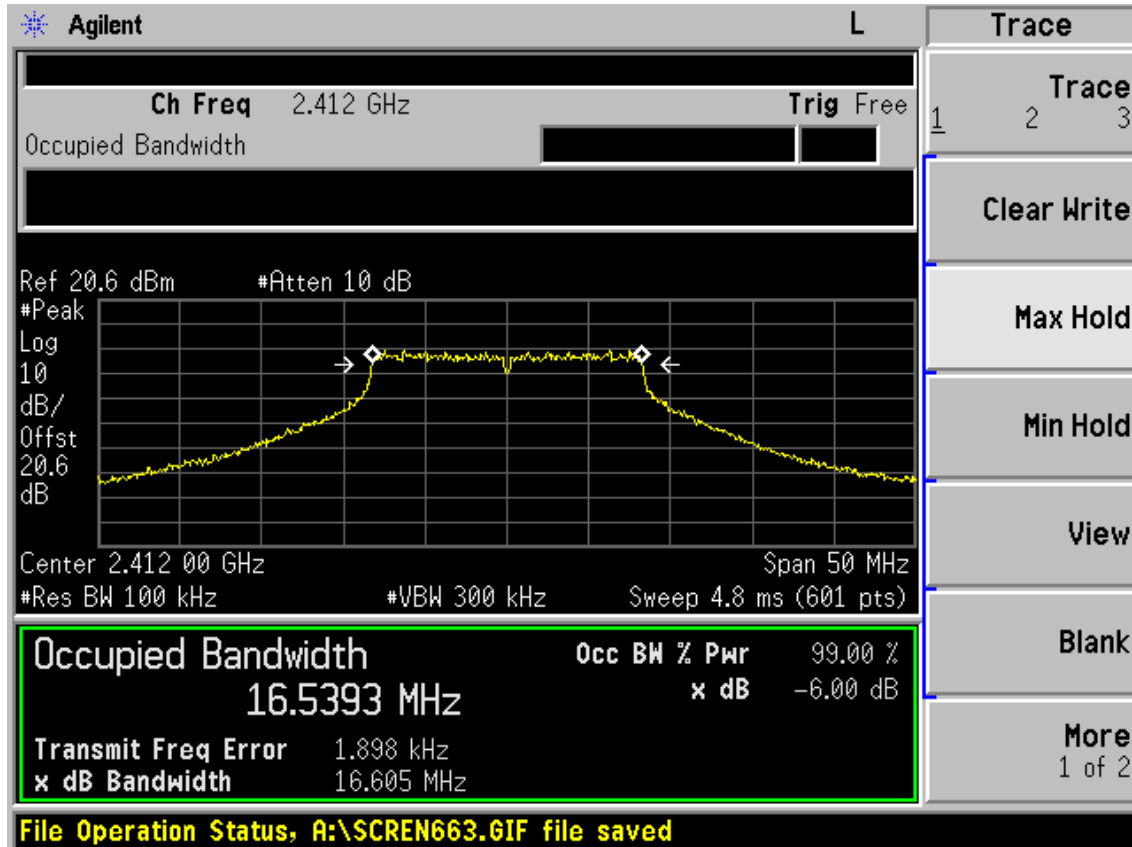 Agilent L
Ch Freq 2.412 GHz Trig Free
Occupied Bandwidth
Ref 20.6 dBm #Atten 10 dB
#Peak
Log
10
dB/
Offst
20.6
dB
Center 2.412 00 GHz Span 50 MHz
#Res BW 100 kHz #VBW 300 kHz Sweep 4.8 ms (601 pts)
Occupied Bandwidth
16.5393 MHz
Occ BW % Pwr 99.00 %
x dB -6.00 dB
Transmit Freq Error 1.898 kHz
x dB Bandwidth 16.605 MHz
File Operation Status, A:\SCREN663.GIF file saved
Trace
Trace
1 2 3
Clear Write
Max Hold
Min Hold
View
Blank
More
1 of 2